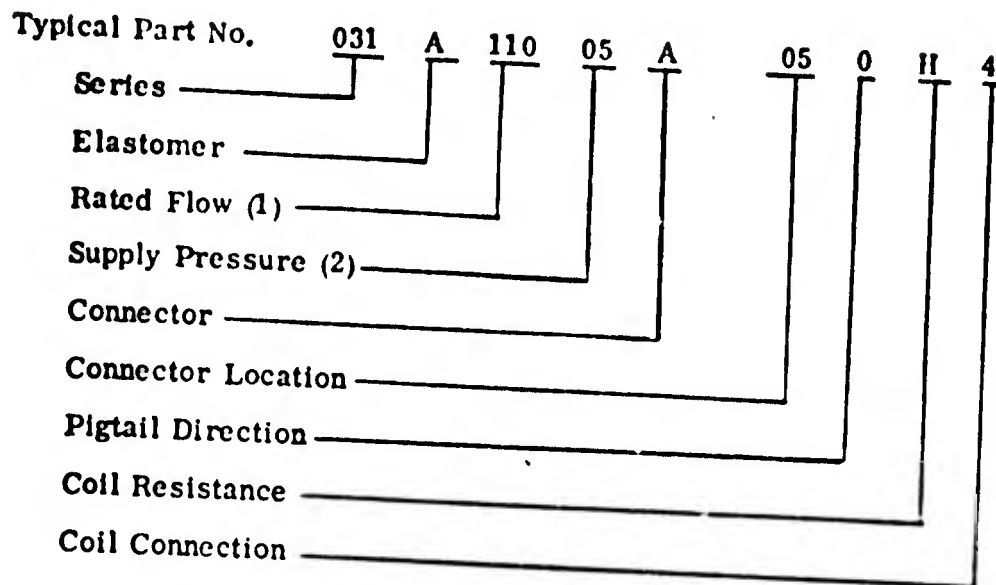 Typical Part No. 031 A 110 05 A 05 0 H 4
Series
Elastomer
Rated Flow (1)
Supply Pressure (2)
Connector
Connector Location
Pigtail Direction
Coil Resistance
Coil Connection